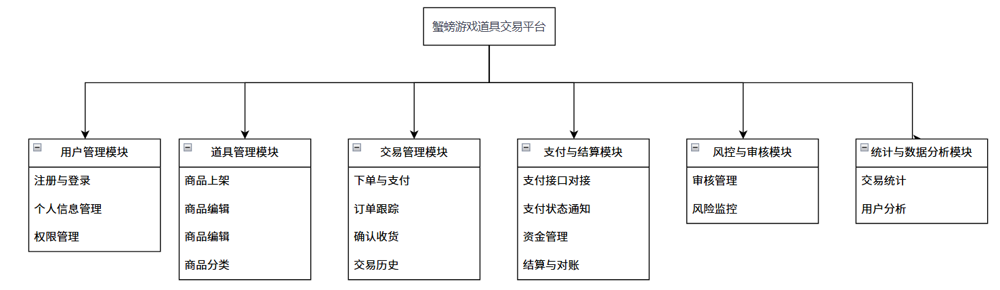 蟹螃游戏道具交易平台
用户管理模块
注册与登录
个人信息管理
权限管理
道具管理模块
商品上架
商品编辑
商品编辑
商品分类
交易管理模块
下单与支付
订单跟踪
确认收货
交易历史
支付与结算模块
支付接口对接
支付状态通知
资金管理
结算与对账
风控与审核模块
审核管理
风险监控
统计与数据分析模块
交易统计
用户分析